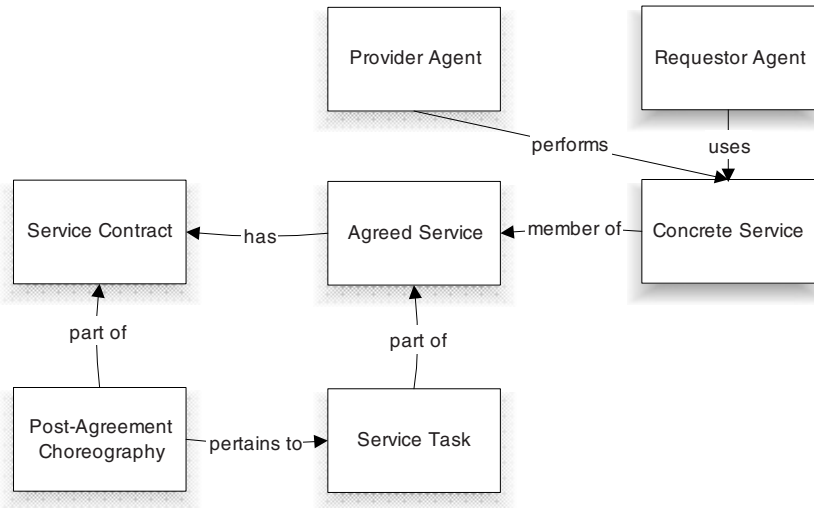 Provider Agent
Requestor Agent
performs
uses
Service Contract
has
Agreed Service
member of
Concrete Service
part of
part of
Post-Agreement
Choreography
pertains to
Service Task